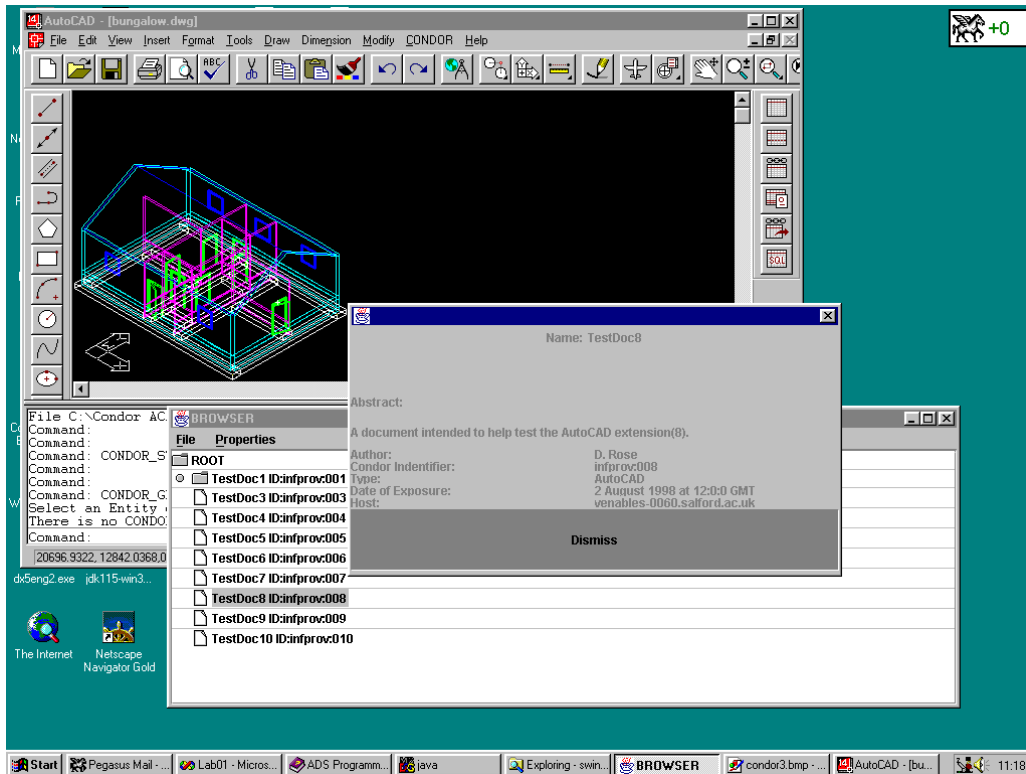 AutoCAD - [bungalow.dwg]
+0
File Edit View Insert Format Tools Draw Dimension Modify CONDOR Help
ABC
SQL
Name: TestDoc8
Abstract:
A document intended to help test the AutoCAD extension(8).
Author: D. Rose
Condor Indentifier: infprov:008
Type: AutoCAD
Date of Exposure: 2 August 1998 at 12:0:0 GMT
Host: venables-0060.salford.ac.uk
Dismiss
File C:\Condor AC
Command:
Command:
Command: CONDOR_S
Command:
Command:
Command: CONDOR_G
Select an Entity
There is no CONDO
Command:
20696.9322, 12842.0368,0
BROWSER
File Properties
ROOT
TestDoc1 ID:infprov:001
TestDoc3 ID:infprov:003
TestDoc4 ID:infprov:004
TestDoc5 ID:infprov:005
TestDoc6 ID:infprov:006
TestDoc7 ID:infprov:007
TestDoc8 ID:infprov:008
TestDoc9 ID:infprov:009
TestDoc10 ID:infprov:010
dx5eng2.exe jdk115-win3...
The Internet
Netscape
Navigator Gold
Start Pegasus Mail - ... Lab01 - Micros... ADS Programm... java Exploring - swin... BROWSER condor3.bmp - ... AutoCAD - [bu... 11:18